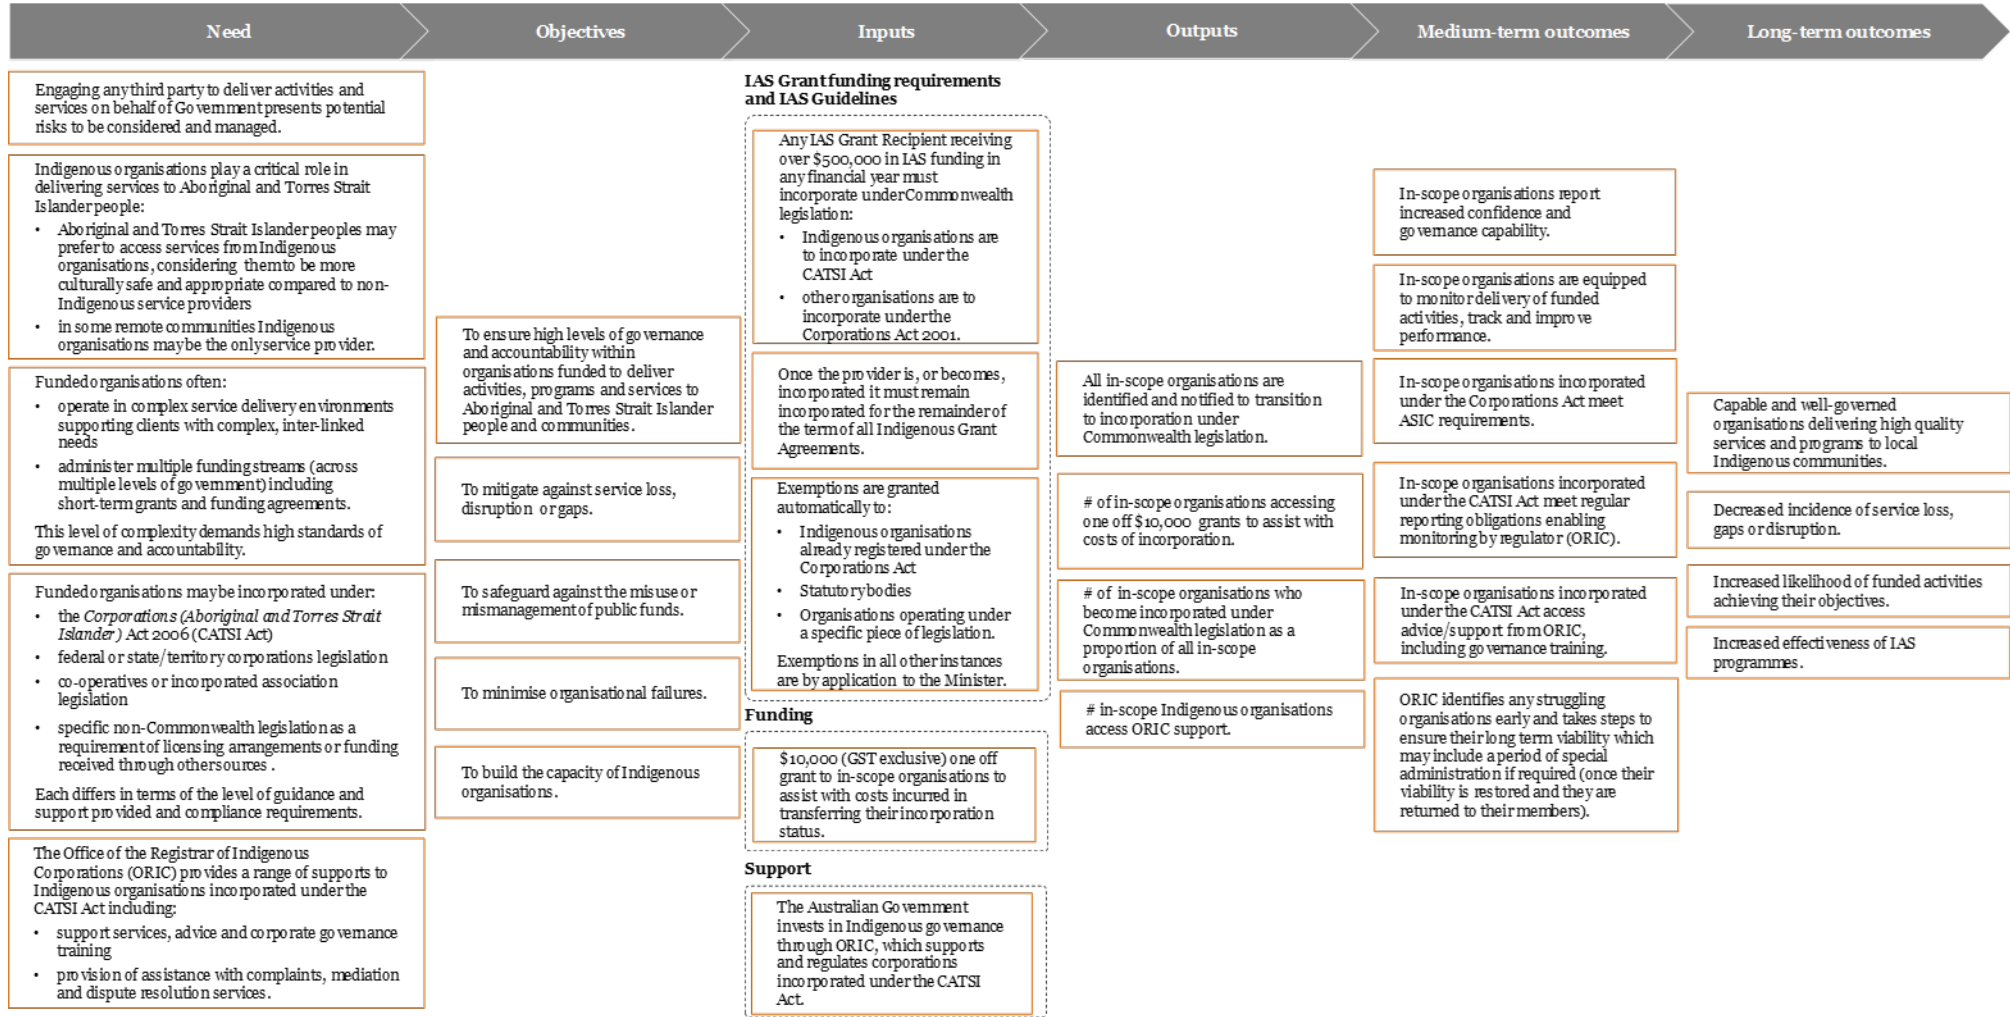 Need
Objectives
Inputs
Outputs
Medium-term outcomes
Long-term outcomes
Engaging any third party to deliver activities and
services on behalf of Government presents potential
risks to be considered and managed.
Indigenous organisations play a critical role in
delivering services to Aboriginal and Torres Strait
Islander people:
• Aboriginal and Torres Strait Islander peoples may
prefer to access services from Indigenous
organisations, considering them to be more
culturally safe and appropriate compared to non-
Indigenous service providers
• in some remote communities Indigenous
organisations may be the only service provider.
Funded organisations often:
• operate in complex service delivery environments
supporting clients with complex, inter-linked
needs
• administer multiple funding streams (across
multiple levels of government) including
short-term grants and funding agreements.
This level of complexity demands high standards of
governance and accountability.
Funded organisations may be incorporated under:
• the Corporations (Aboriginal and Torres Strait
Islander) Act 2006 (CATSI Act)
• federal or state/territory corporations legislation
• co-operatives or incorporated association
legislation
• specific non-Commonwealth legislation as a
requirement of licensing arrangements or funding
received through other sources .
Each differs in terms of the level of guidance and
support provided and compliance requirements.
The Office of the Registrar of Indigenous
Corporations (ORIC) provides a range of supports to
Indigenous organisations incorporated under the
CATSI Act including:
• support services, advice and corporate governance
training
• provision of assistance with complaints, mediation
and dispute resolution services.
To ensure high levels of governance
and accountability within
organisations funded to deliver
activities, programs and services to
Aboriginal and Torres Strait Islander
people and communities.
To mitigate against service loss,
disruption or gaps.
To safeguard against the misuse or
mismanagement of public funds.
To minimise organisational failures.
To build the capacity of Indigenous
organisations.
IAS Grant funding requirements
and IAS Guidelines
Any IAS Grant Recipient receiving
over $500,000 in IAS funding in
any financial year must
incorporate under Commonwealth
legislation:
• Indigenous organisations are
to incorporate under the
CATSI Act
• other organisations are to
incorporate under the
Corporations Act 2001.
Once the provider is, or becomes,
incorporated it must remain
incorporated for the remainder of
the term of all Indigenous Grant
Agreements.
Exemptions are granted
automatically to:
• Indigenous organisations
already registered under the
Corporations Act
• Statutory bodies
• Organisations operating under
a specific piece of legislation.
Exemptions in all other instances
are by application to the Minister.
Funding
$10,000 (GST exclusive) one off
grant to in-scope organisations to
assist with costs incurred in
transferring their incorporation
status.
Support
The Australian Government
invests in Indigenous governance
through ORIC, which supports
and regulates corporations
incorporated under the CATSI
Act.
All in-scope organisations are
identified and notified to transition
to incorporation under
Commonwealth legislation.
# of in-scope organisations accessing
one off $10,000 grants to assist with
costs of incorporation.
# of in-scope organisations who
become incorporated under
Commonwealth legislation as a
proportion of all in-scope
organisations.
# in-scope Indigenous organisations
access ORIC support.
In-scope organisations report
increased confidence and
governance capability.
In-scope organisations are equipped
to monitor delivery of funded
activities, track and improve
performance.
In-scope organisations incorporated
under the Corporations Act meet
ASIC requirements.
In-scope organisations incorporated
under the CATSI Act meet regular
reporting obligations enabling
monitoring by regulator (ORIC).
In-scope organisations incorporated
under the CATSI Act access
advice/support from ORIC,
including governance training.
ORIC identifies any struggling
organisations early and takes steps to
ensure their long term viability which
may include a period of special
administration if required (once their
viability is restored and they are
returned to their members).
Capable and well-governed
organisations delivering high quality
services and programs to local
Indigenous communities.
Decreased incidence of service loss,
gaps or disruption.
Increased likelihood of funded activities
achieving their objectives.
Increased effectiveness of IAS
programmes.